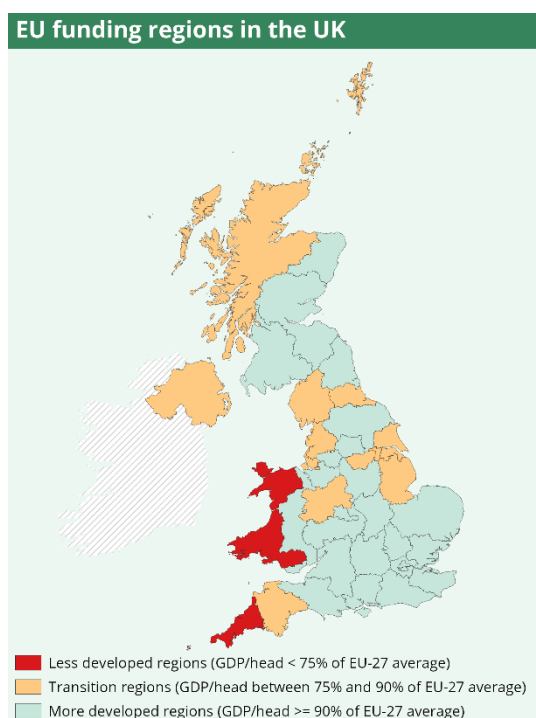 EU funding regions in the UK
Less developed regions (GDP/head < 75% of EU-27 average)
Transition regions (GDP/head between 75% and 90% of EU-27 average)
More developed regions (GDP/head >= 90% of EU-27 average)